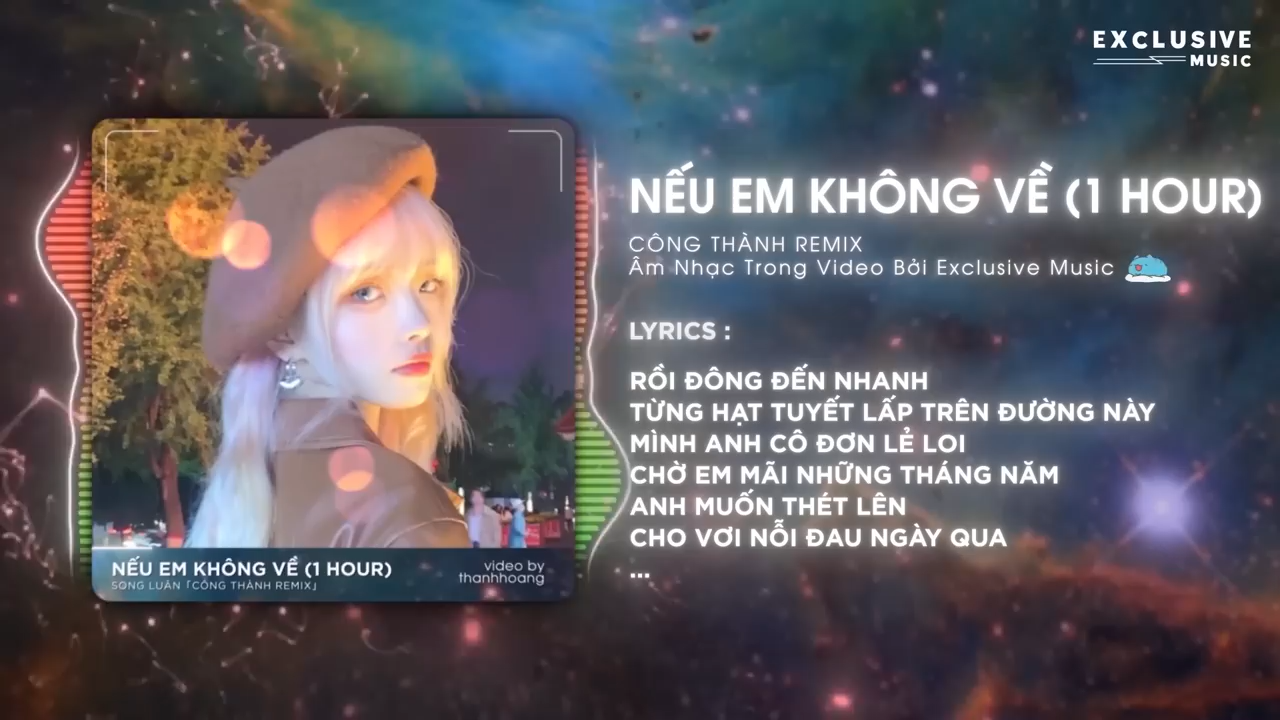 EXCLUSIVE
MUSIC
NẾU EM KHÔNG VỀ (1 HOUR)
CÔNG THÀNH REMIX
Âm Nhạc Trong Video Bởi Exclusive Music
LYRICS :
RỒI ĐÔNG ĐẾN NHANH
TỪNG HẠT TUYẾT LẤP TRÊN ĐƯỜNG NÀY
MÌNH ANH CÔ ĐƠN LẺ LOI
CHỜ EM MÃI NHỮNG THÁNG NĂM
ANH MUỐN THÉT LÊN
CHO VƠI NỖI ĐAU NGÀY QUA
...
NẾU EM KHÔNG VỀ (1 HOUR)
SONG LUÂN「CÔNG THÀNH REMIX」
video by
thanhhoang